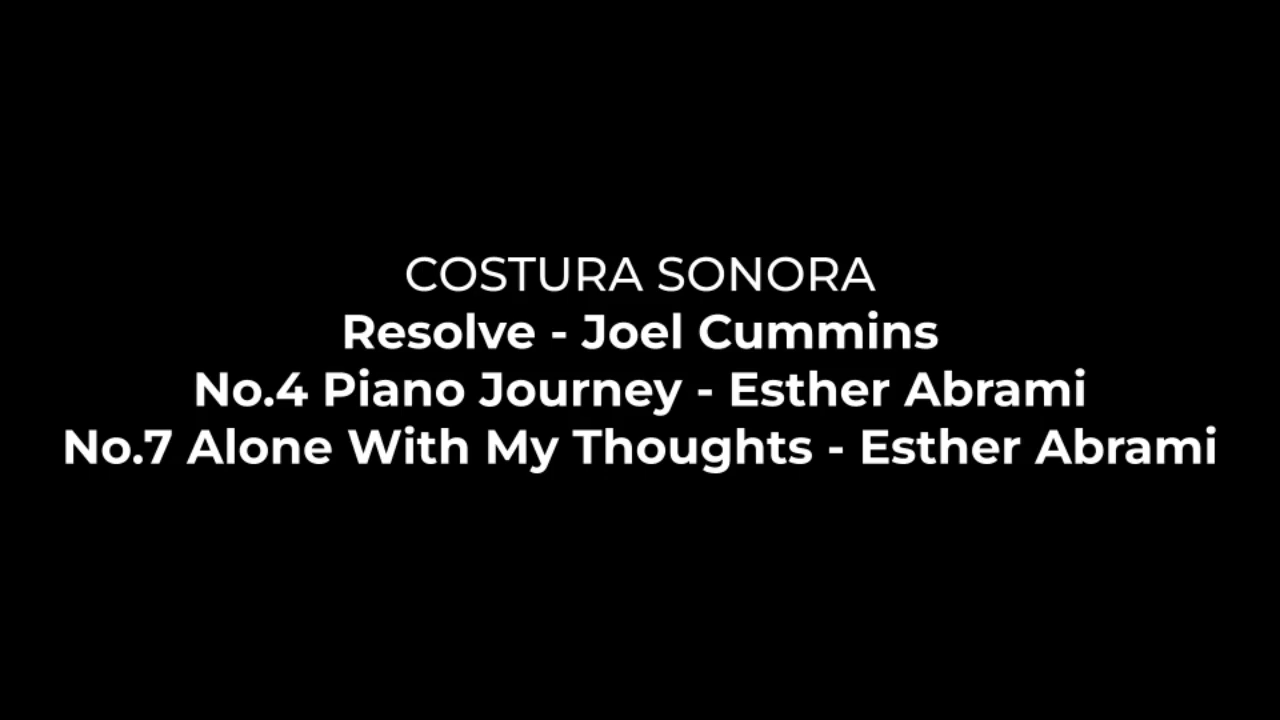 COSTURA SONORA
Resolve - Joel Cummins
No.4 Piano Journey - Esther Abrami
No.7 Alone With My Thoughts - Esther Abrami